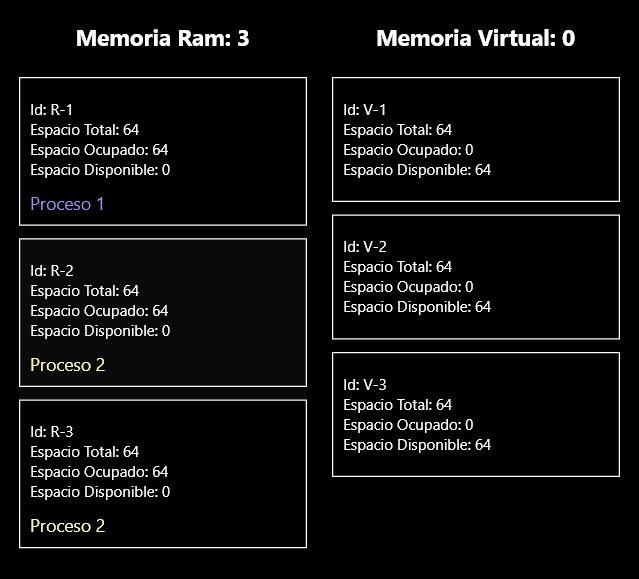 Memoria Ram: 3
Id: R-1
Espacio Total: 64
Espacio Ocupado: 64
Espacio Disponible: 0
Proceso 1
Id: R-2
Espacio Total: 64
Espacio Ocupado: 64
Espacio Disponible: 0
Proceso 2
Id: R-3
Espacio Total: 64
Espacio Ocupado: 64
Espacio Disponible: 0
Proceso 2
Memoria Virtual: 0
Id: V-1
Espacio Total: 64
Espacio Ocupado: 0
Espacio Disponible: 64
Id: V-2
Espacio Total: 64
Espacio Ocupado: 0
Espacio Disponible: 64
Id: V-3
Espacio Total: 64
Espacio Ocupado: 0
Espacio Disponible: 64